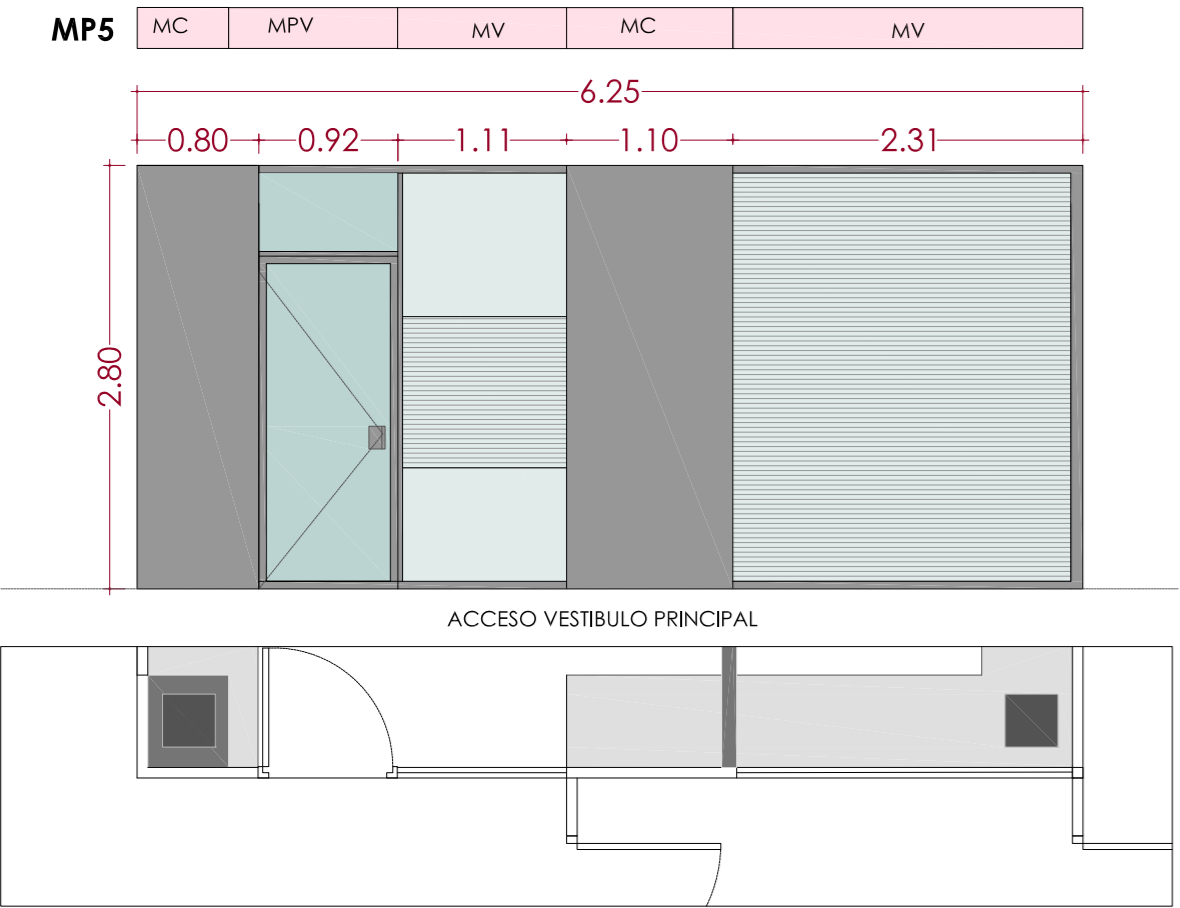 MP5 MC MPV MV MC MV
6.25
0.80 0.92 1.11 1.10 2.31
2.80
ACCESO VESTIBULO PRINCIPAL